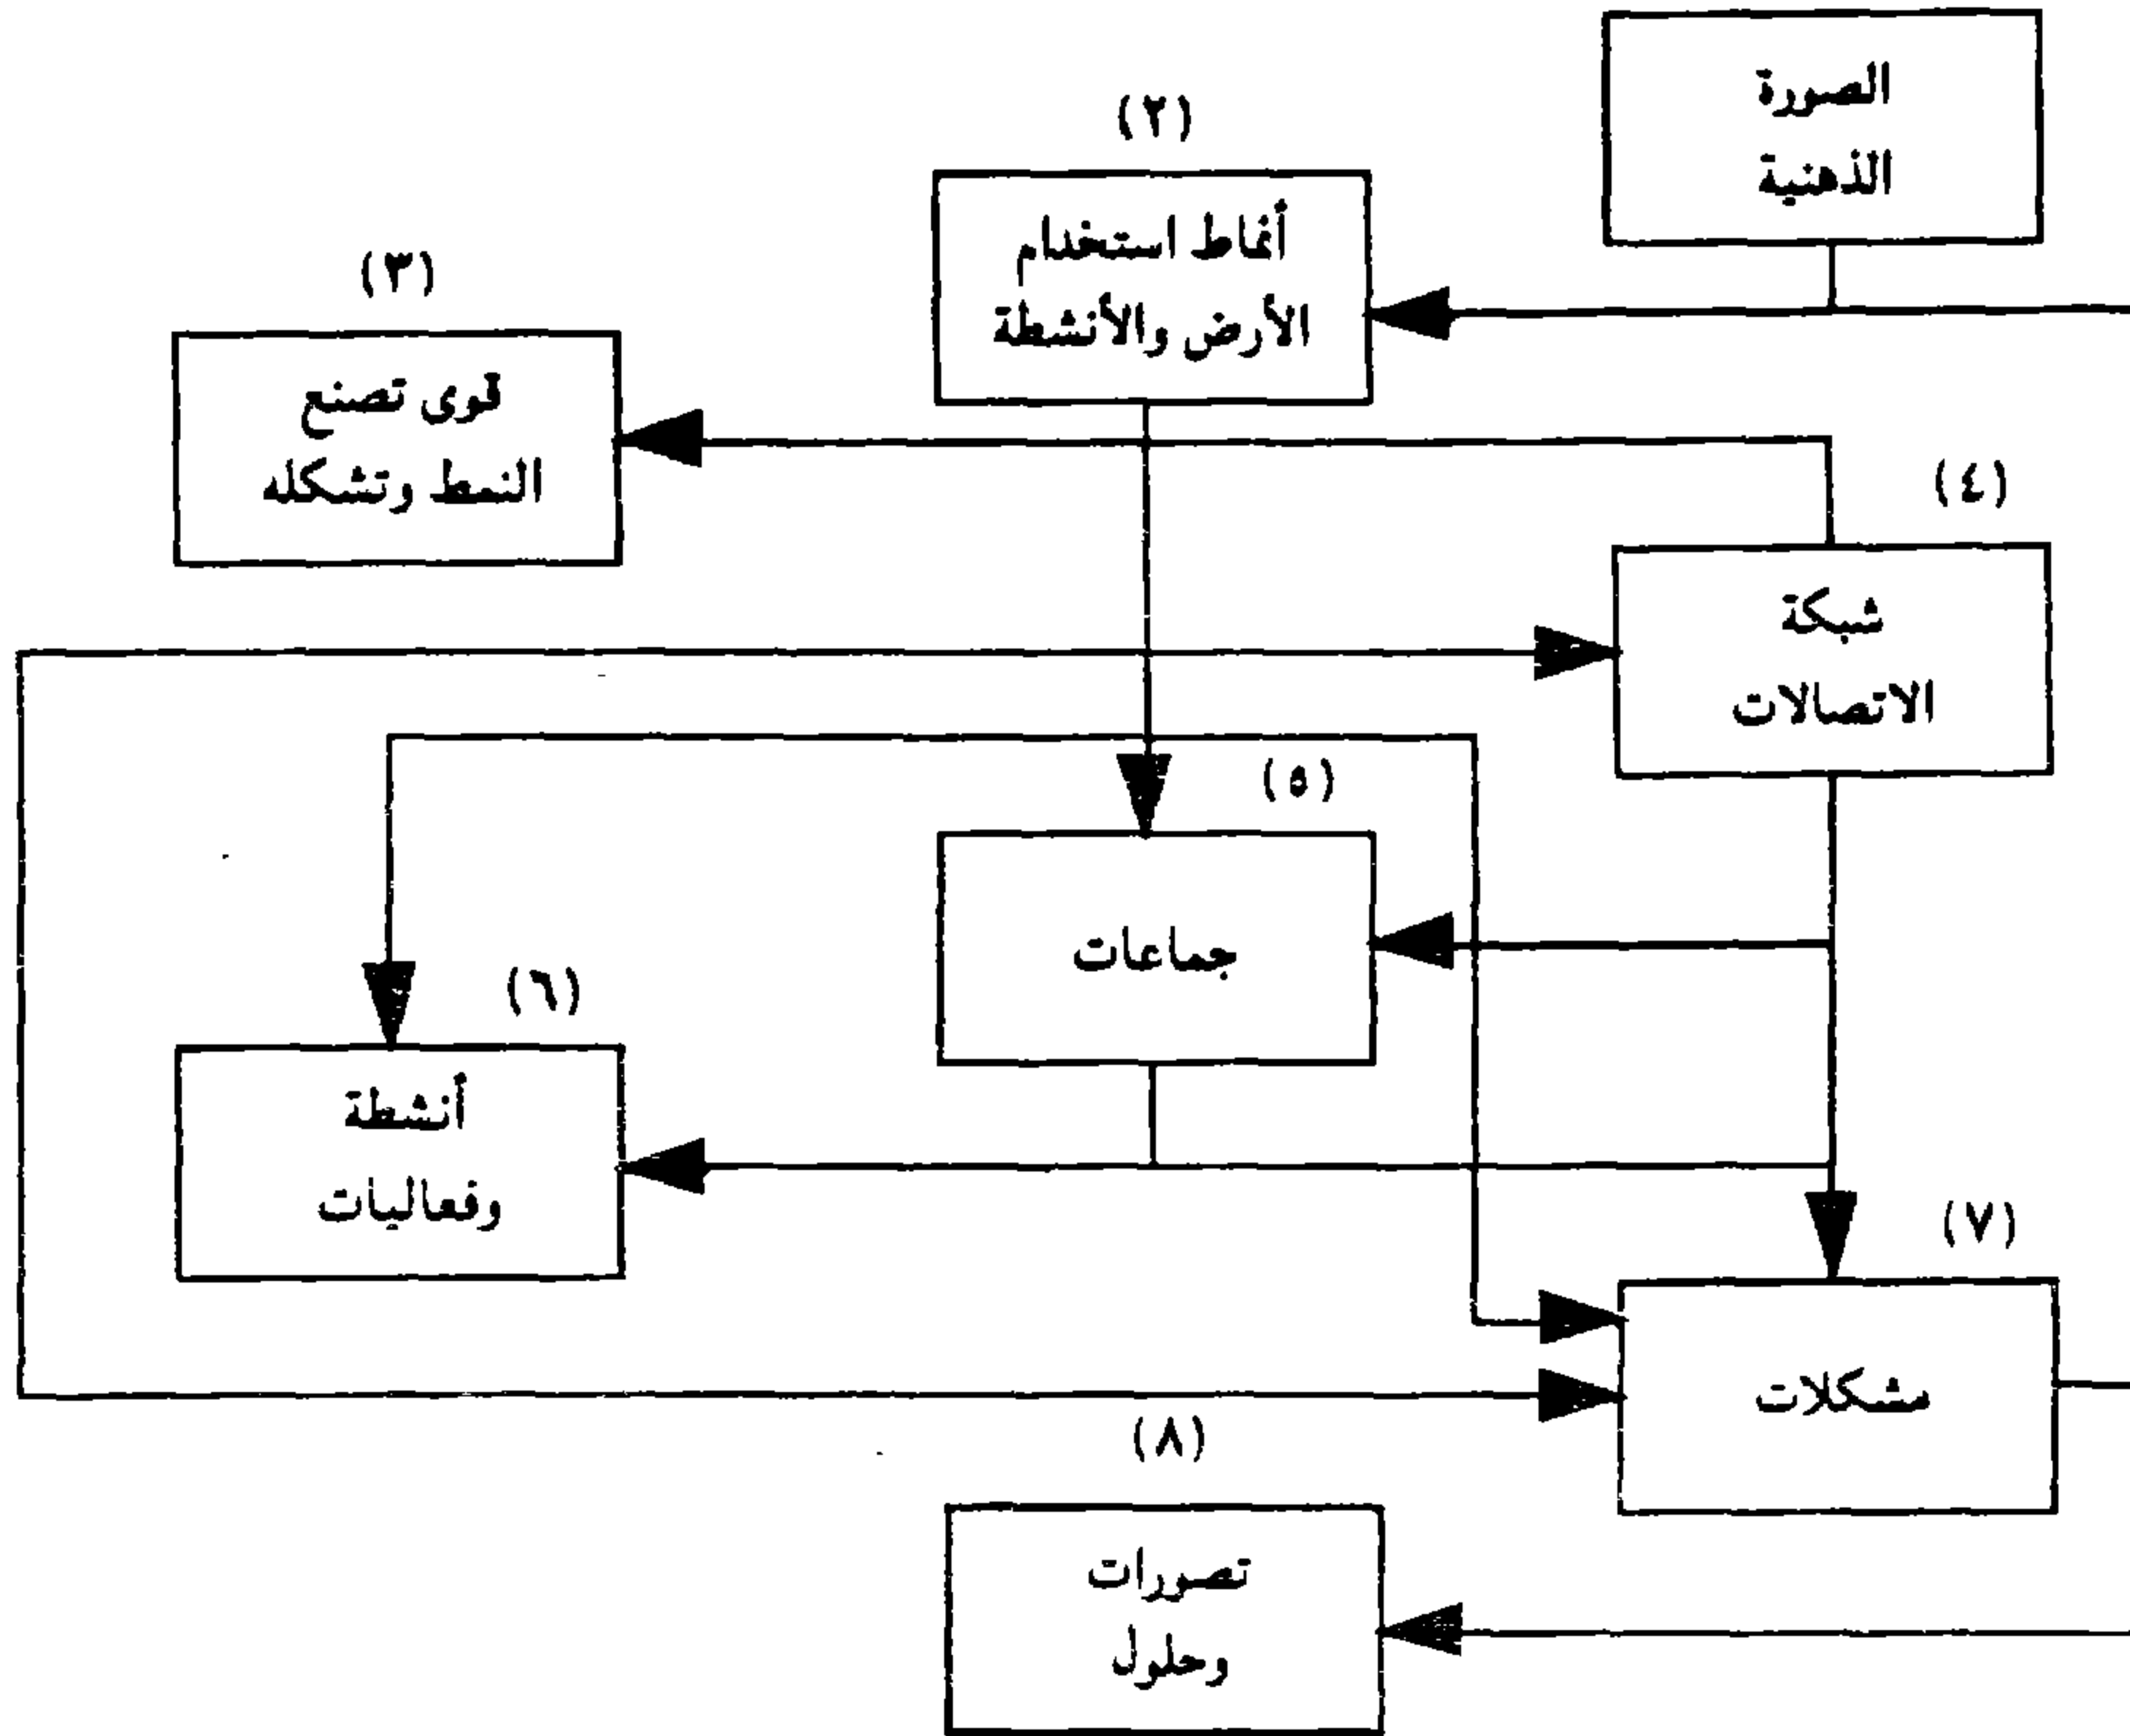 الصورة
الذهنية
(٢)
أنماط استخدام
الأرض والأنشطة
(٣)
قوى تصنع
النمط وتشكله
(٤)
شبكة
الاتصالات
(٥)
جماعات
(٦)
أنشطة
وفعاليات
(٧)
مشكلات
(٨)
تصورات
وحلول